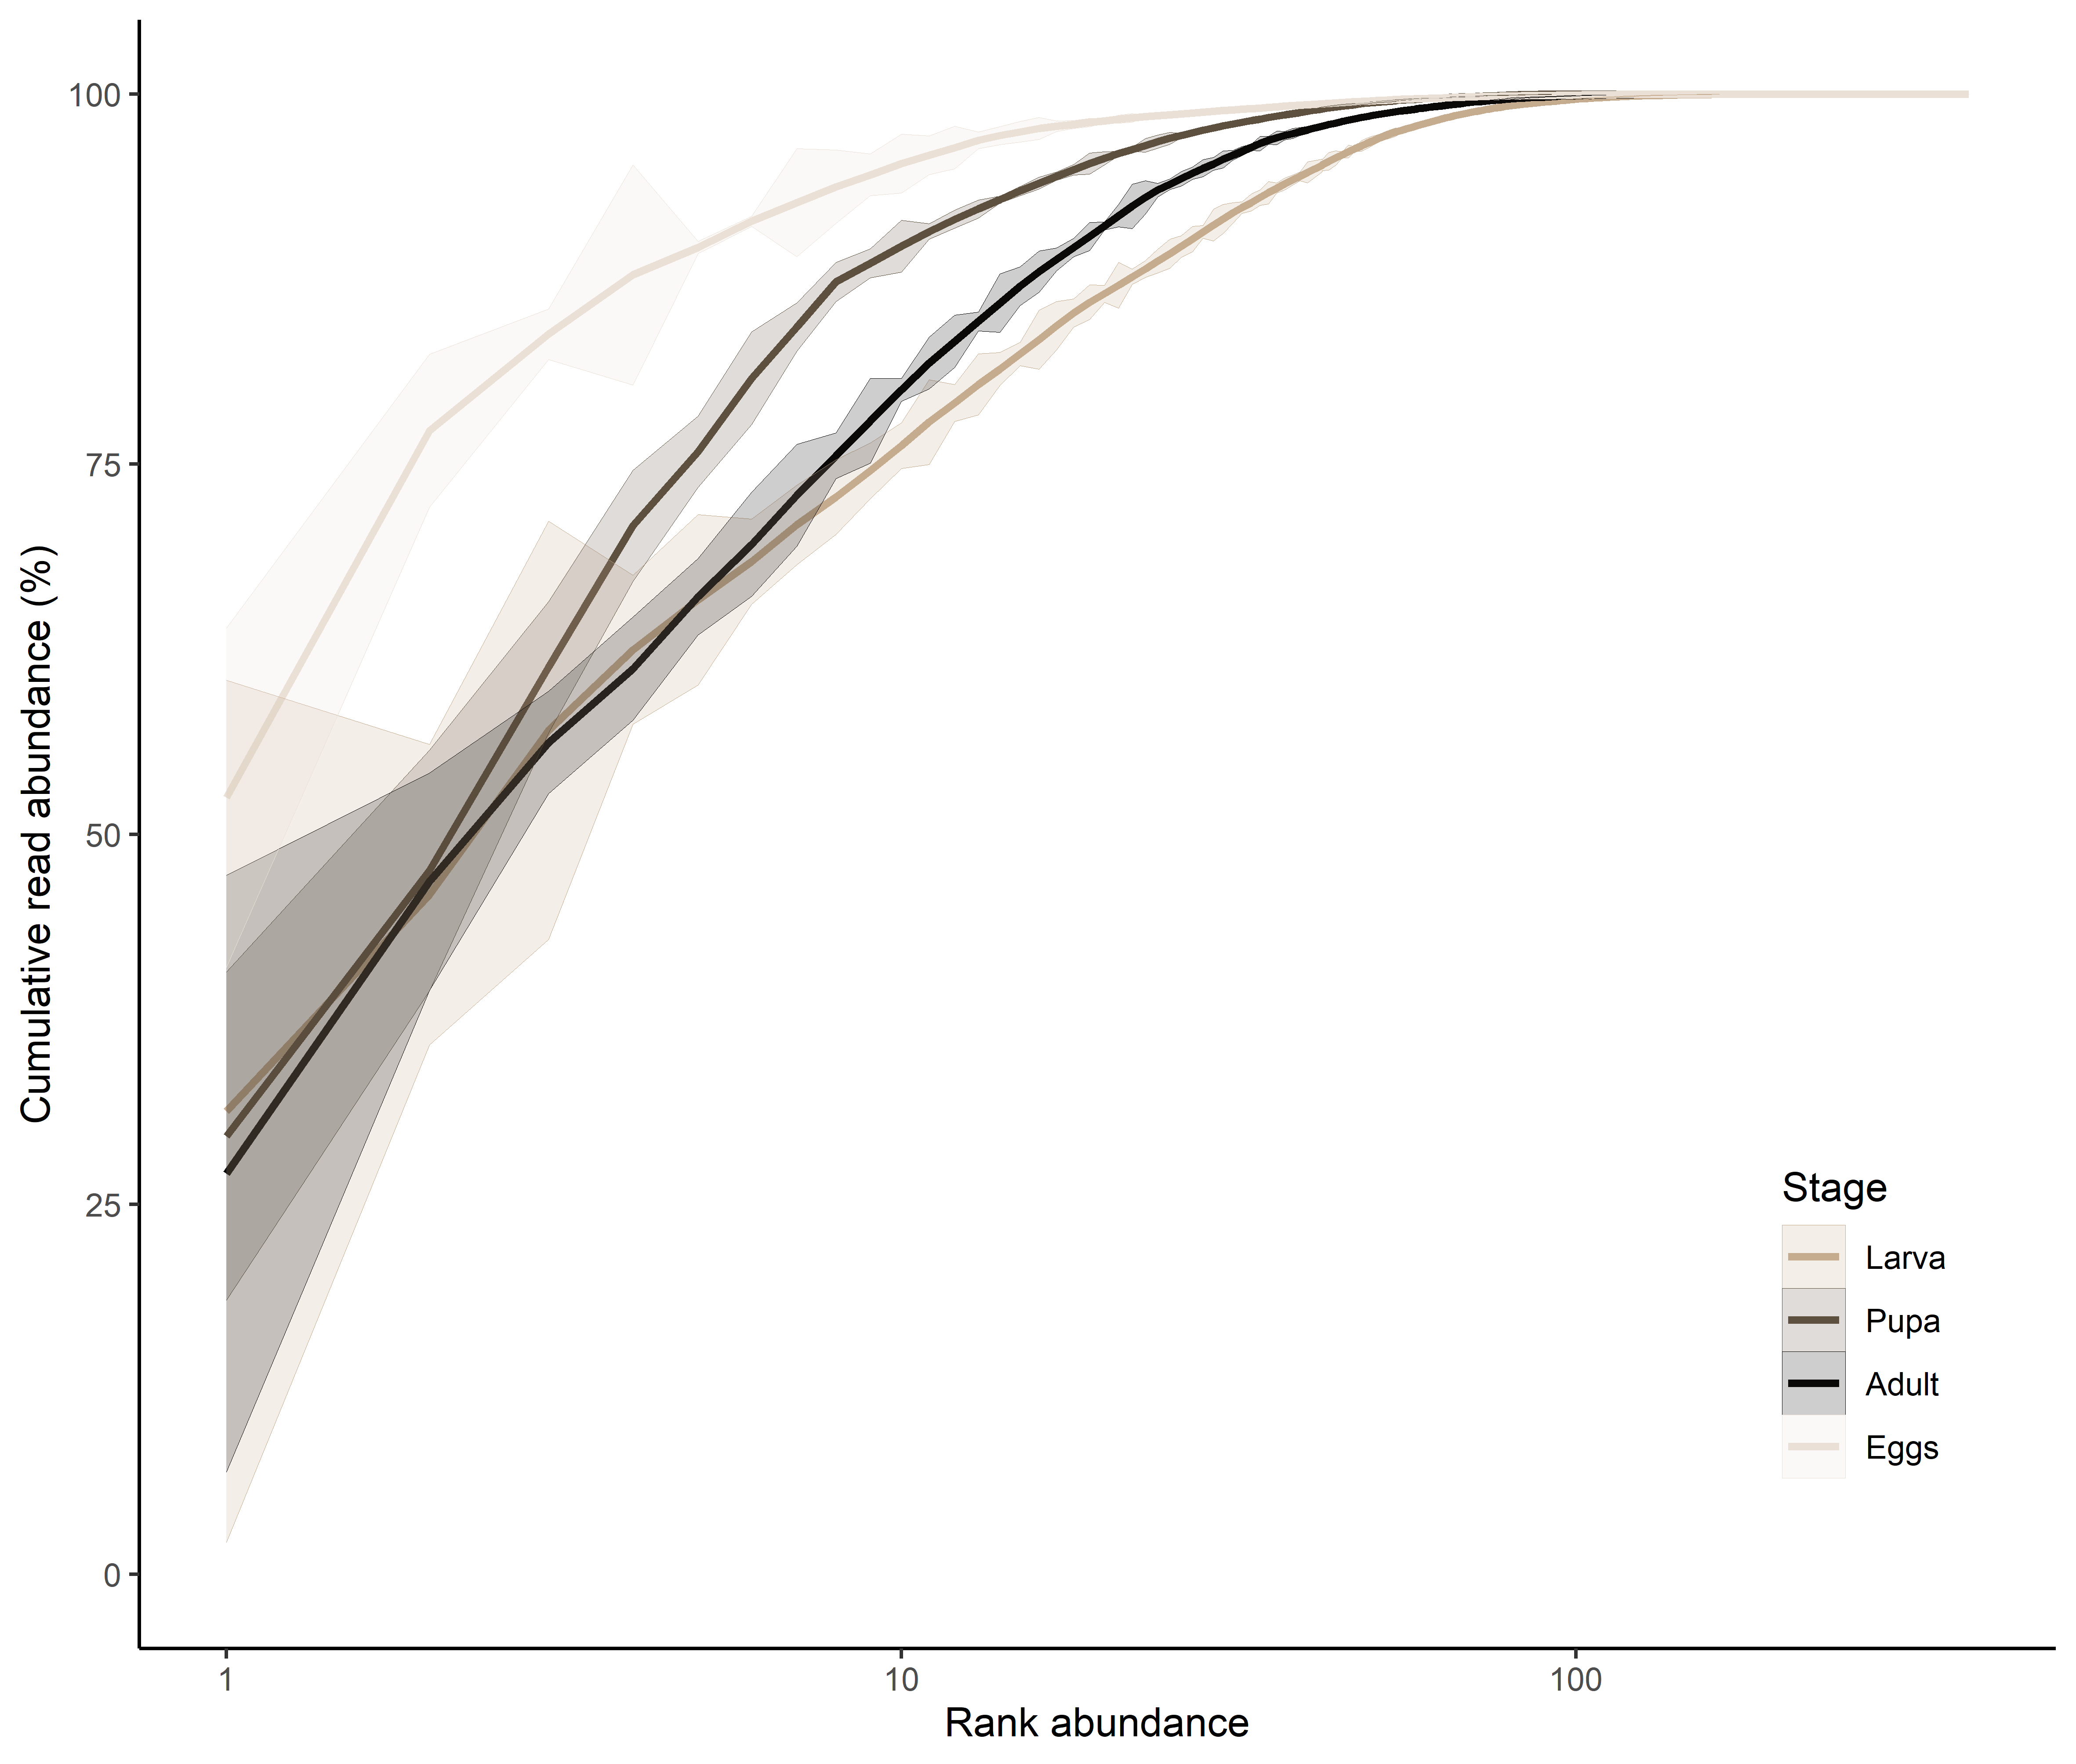 100
75
50
25
0
Cumulative read abundance (%)
1
10
100
Rank abundance
Stage
Larva
Pupa
Adult
Eggs